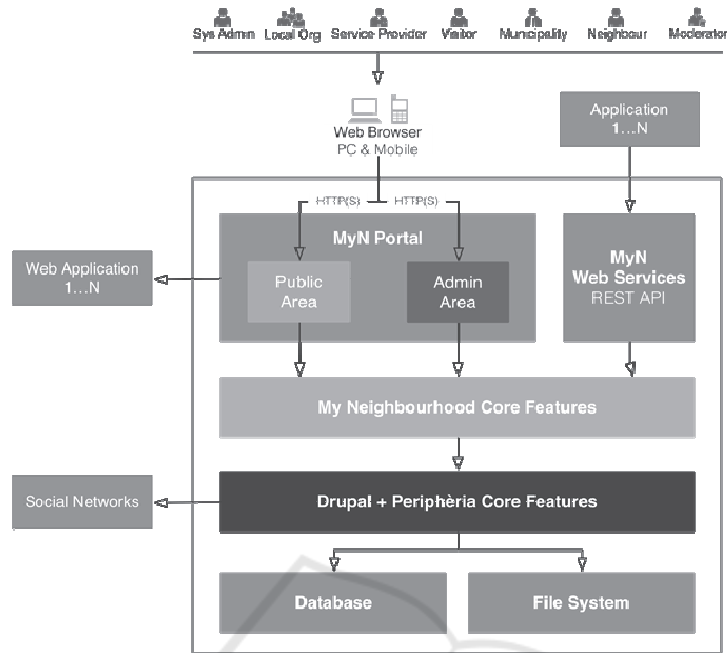 Sys Admin Local Org Service Provider Visitor Municipality Neighbour Moderator
Web Browser
PC & Mobile
Application
1...N
HTTP(S) HTTP(S)
MyN Portal
Public
Area
Admin
Area
MyN
Web Services
REST API
Web Application
1...N
My Neighbourhood Core Features
Social Networks
Drupal + Periphèria Core Features
Database
File System